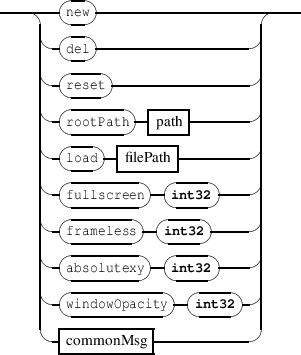 new
del
reset
rootPath path
load filePath
fullscreen int32
frameless int32
absolutexy int32
windowOpacity int32
commonMsg